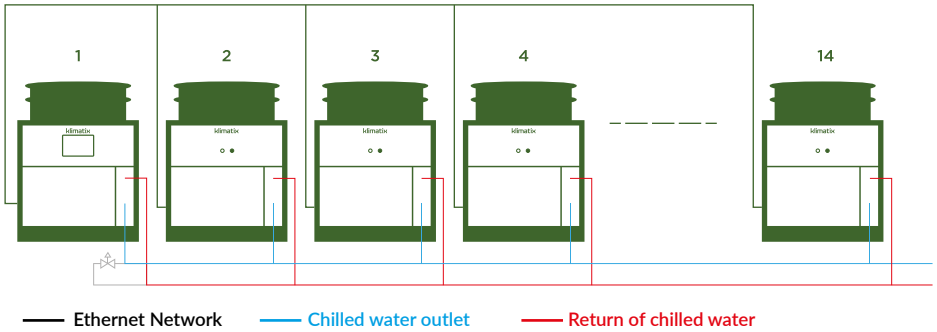 1 2 3 4 14
klimatix klimatix klimatix klimatix klimatix
Ethernet Network Chilled water outlet Return of chilled water